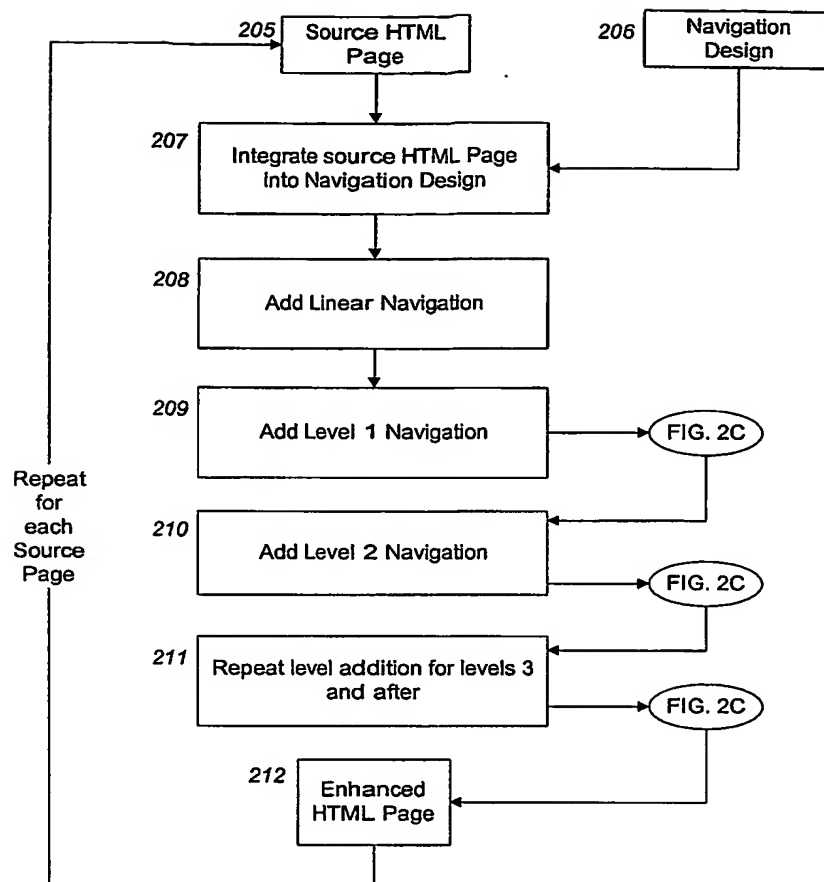 205
Source HTML
Page
206
Navigation
Design
207
Integrate source HTML Page
into Navigation Design
208
Add Linear Navigation
209
Add Level 1 Navigation
FIG. 2C
Repeat
for
each
Source
Page
210
Add Level 2 Navigation
FIG. 2C
211
Repeat level addition for levels 3
and after
FIG. 2C
212
Enhanced
HTML Page